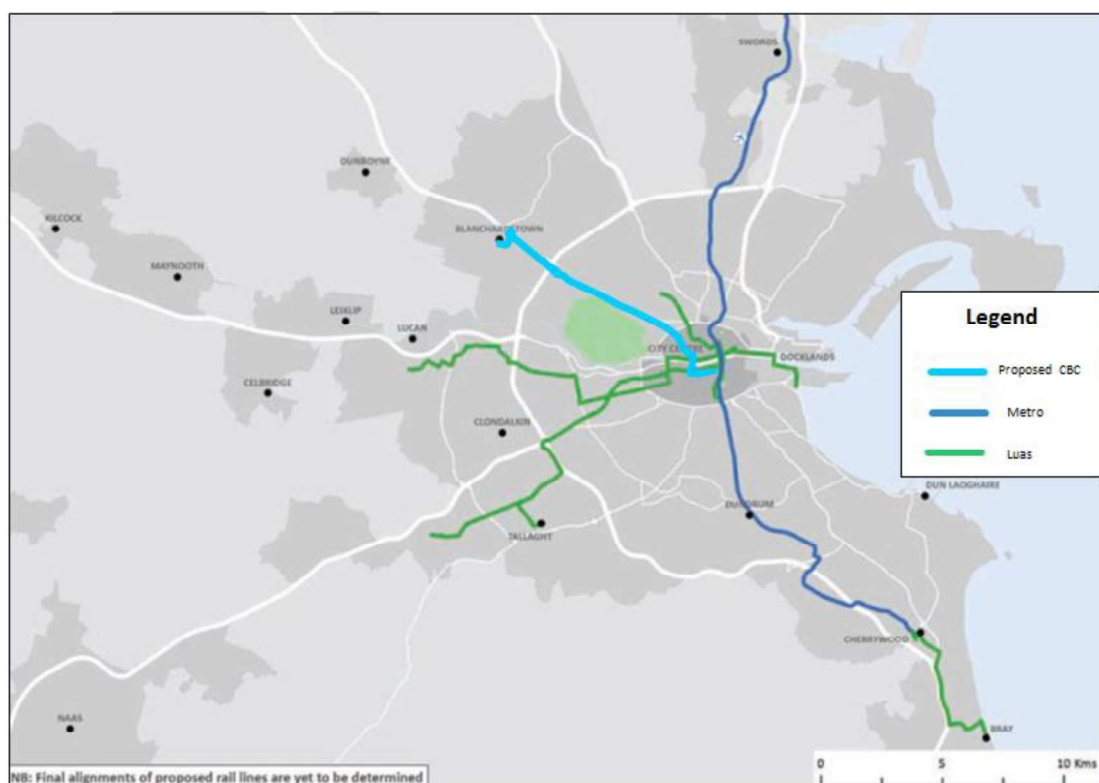 SWORDS
DUNBOYNE
KILCOCK
BLANCHARDSTOWN
MAYNOOTH
LEIXLIP
LUCAN
CITY CENTRE
DOCKLANDS
CELBRIDGE
CLONDALKIN
Legend
Proposed CBC
Metro
Luas
DUN LAOGHAIRE
DUNDRUM
TALLAGHT
CHERRYWOOD
NAAS
BRAY
NB: Final alignments of proposed rail lines are yet to be determined
0 5 10 Kms